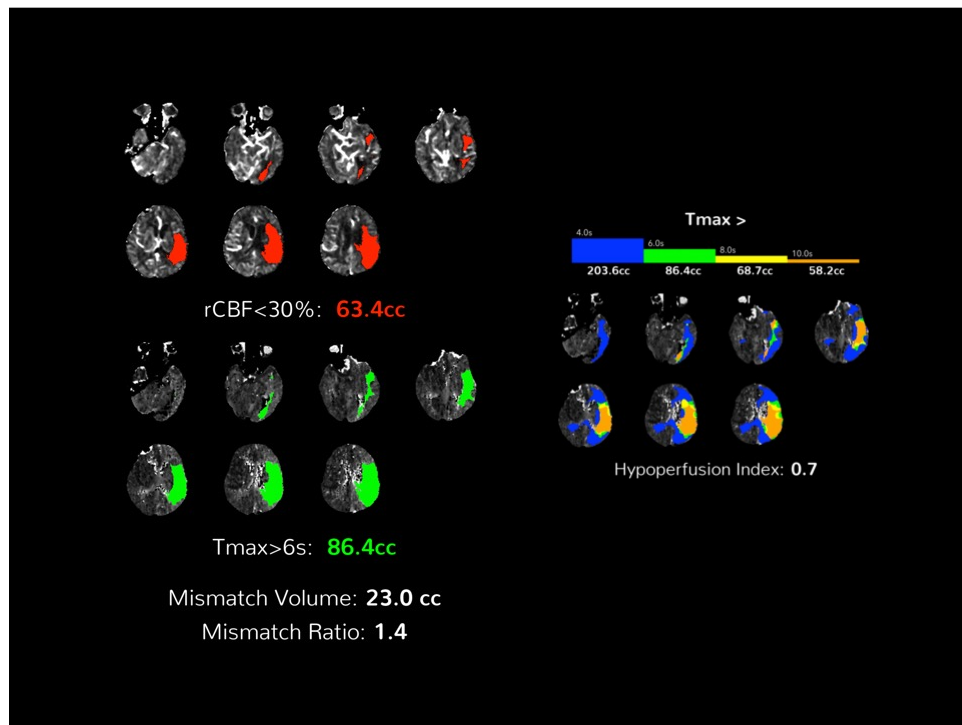 rCBF<30%: 63.4cc
Tmax>6s: 86.4cc
Mismatch Volume: 23.0 cc
Mismatch Ratio: 1.4
Tmax >
4.0s 6.0s 8.0s 10.0s
203.6cc 86.4cc 68.7cc 58.2cc
Hypoperfusion Index: 0.7